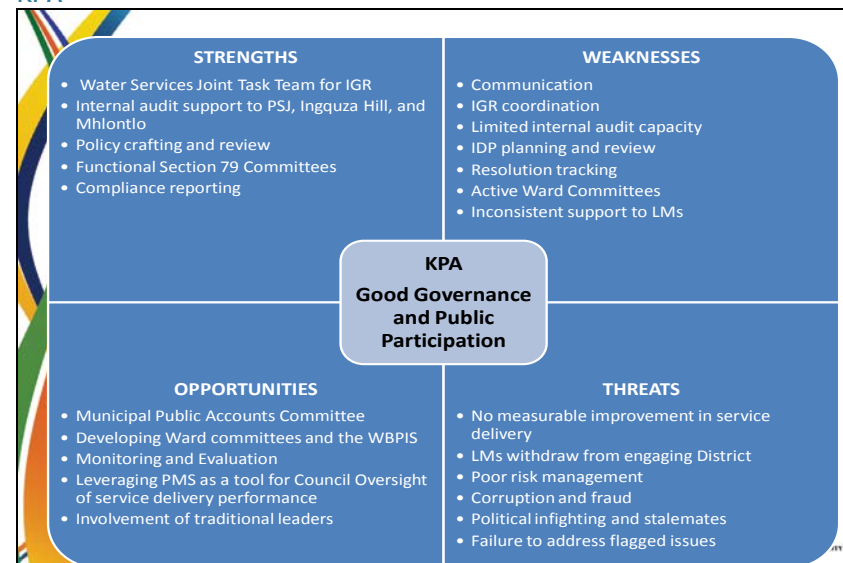 STRENGTHS
• Water Services Joint Task Team for IGR
• Internal audit support to PSJ, Ingquza Hill, and
Mhlontlo
• Policy crafting and review
• Functional Section 79 Committees
• Compliance reporting
WEAKNESSES
• Communication
• IGR coordination
• Limited internal audit capacity
• IDP planning and review
• Resolution tracking
• Active Ward Committees
• Inconsistent support to LMs
KPA
Good Governance
and Public
Participation
OPPORTUNITIES
• Municipal Public Accounts Committee
• Developing Ward committees and the WBPIS
• Monitoring and Evaluation
• Leveraging PMS as a tool for Council Oversight
of service delivery performance
• Involvement of traditional leaders
THREATS
• No measurable improvement in service
delivery
• LMs withdraw from engaging District
• Poor risk management
• Corruption and fraud
• Political infighting and stalemates
• Failure to address flagged issues